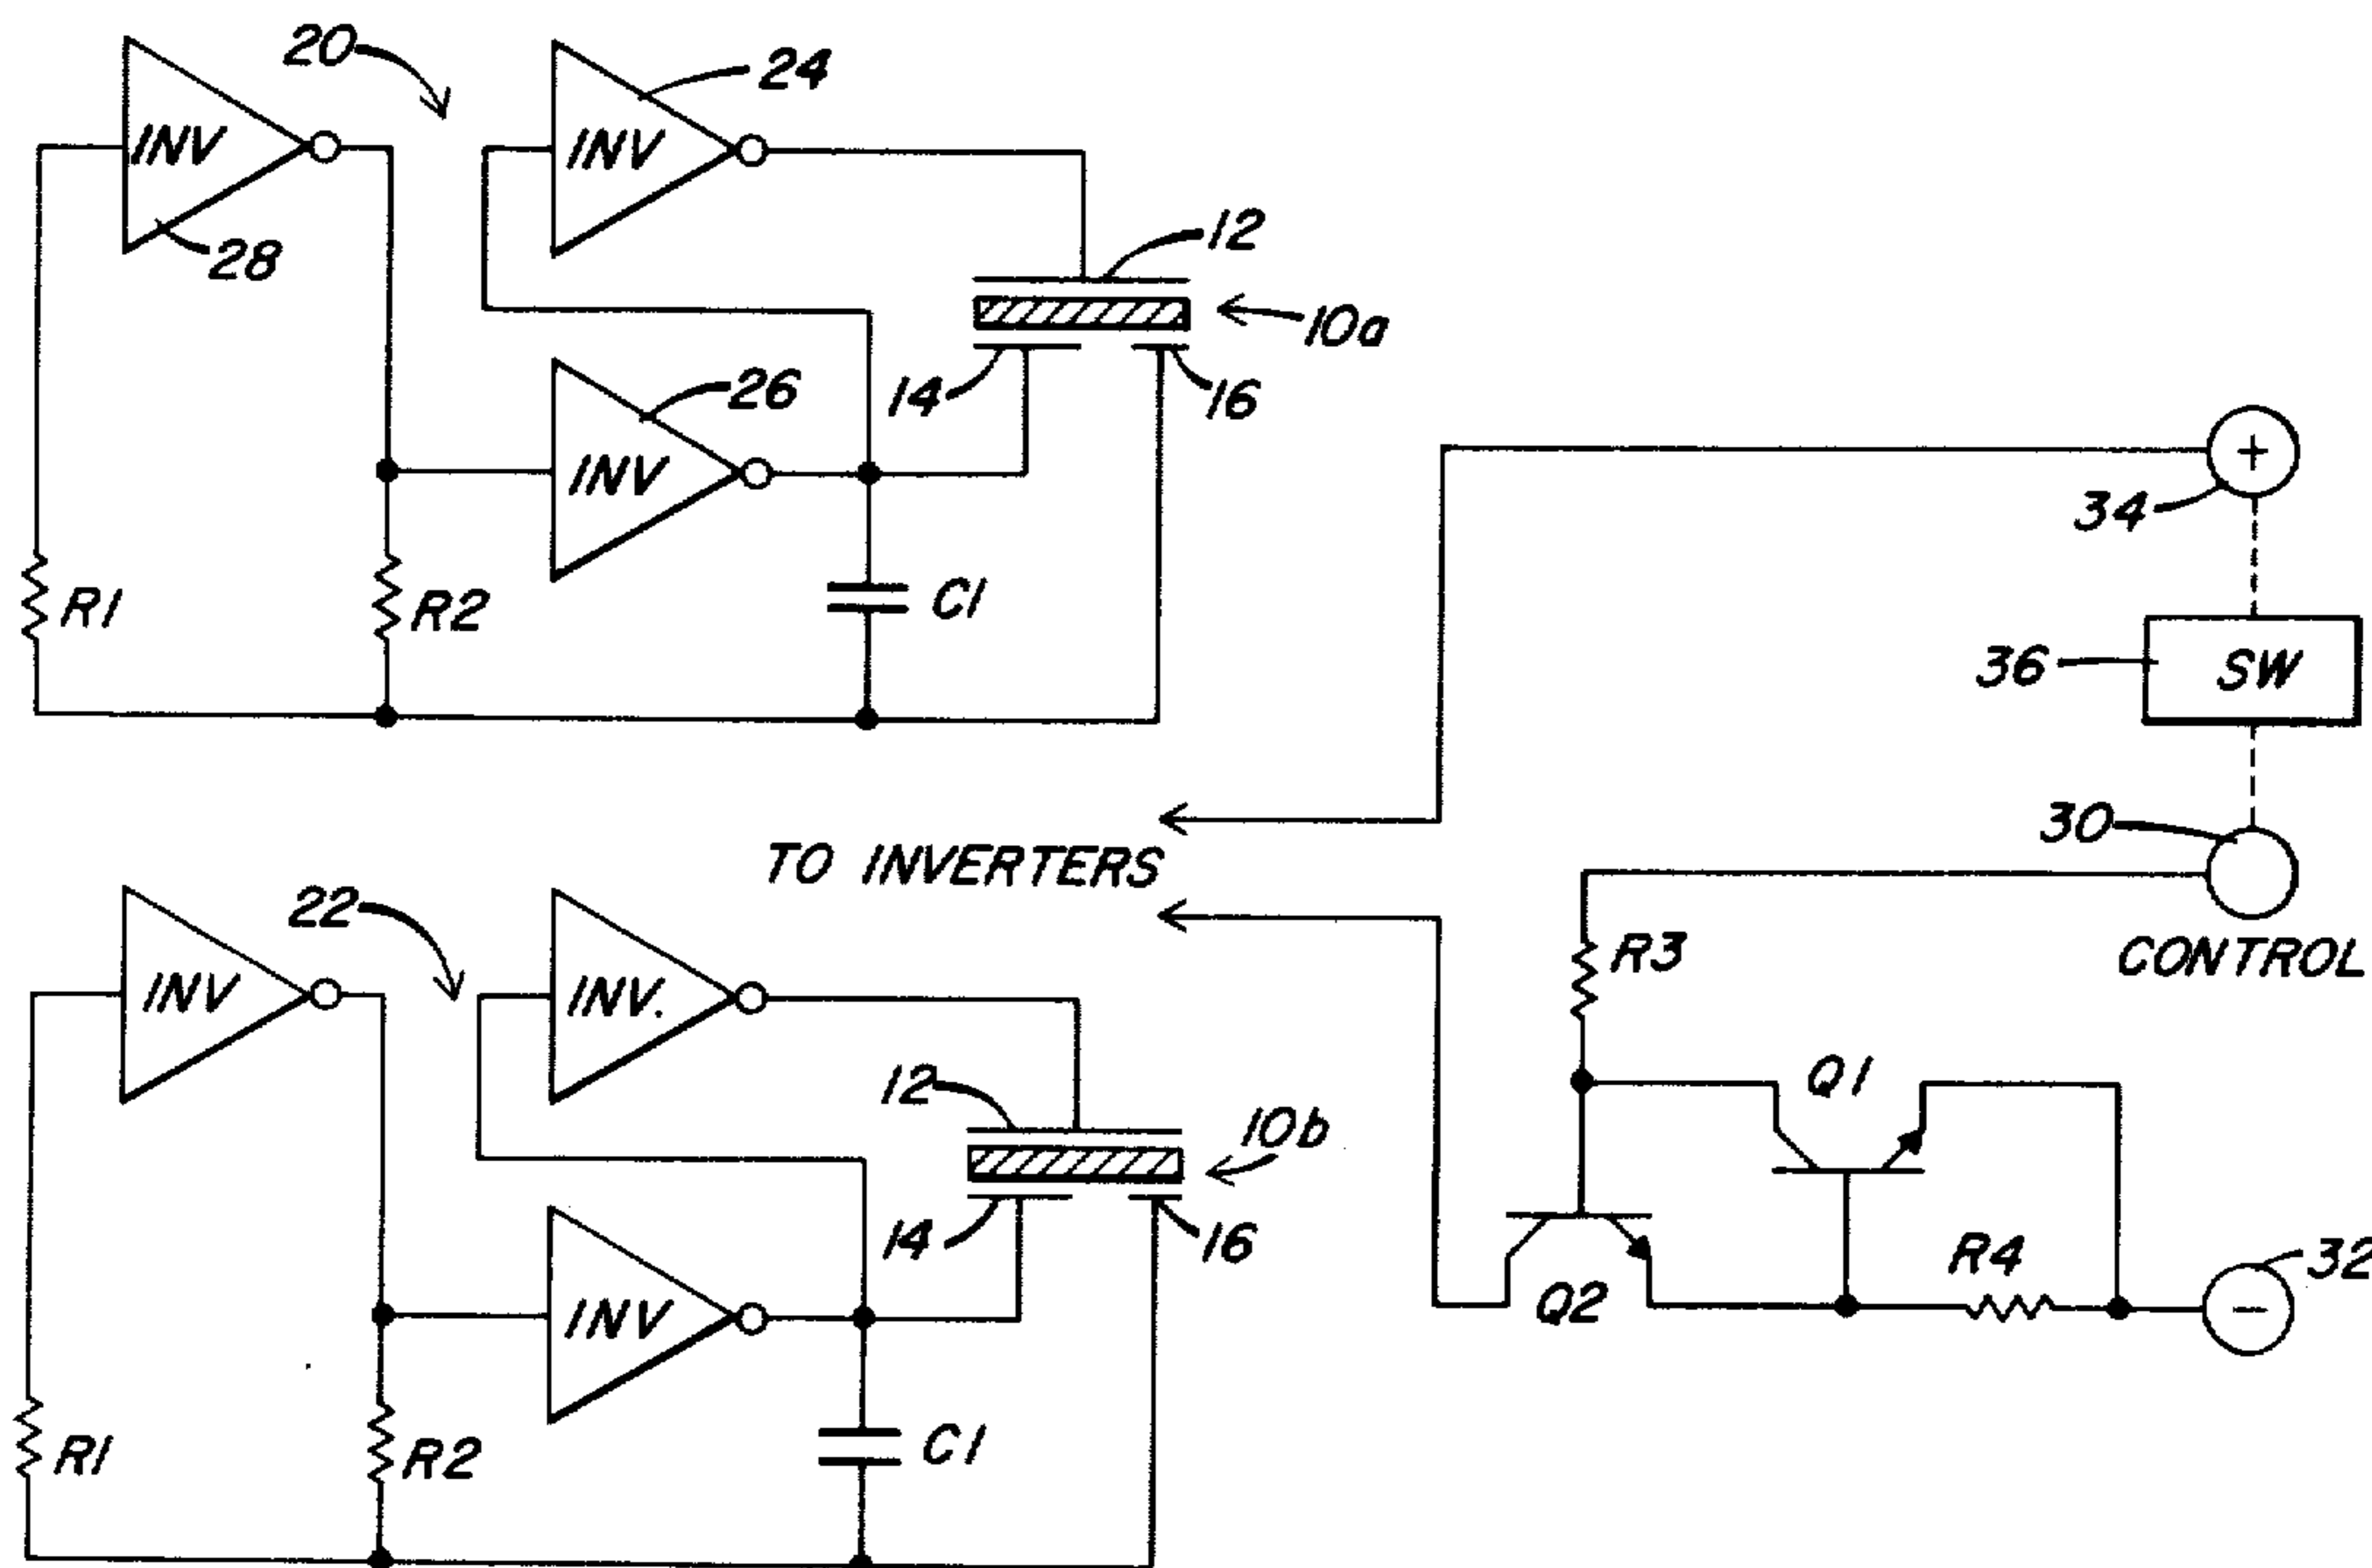 20
24
INV
INV
28
12
10a
26
14
16
INV
+
34
R1
R2
C1
36
SW
30
TO INVERTERS
22
R3
CONTROL
INV
INV.
Q1
12
10b
14
16
R4
32
INV
Q2
−
R1
R2
C1